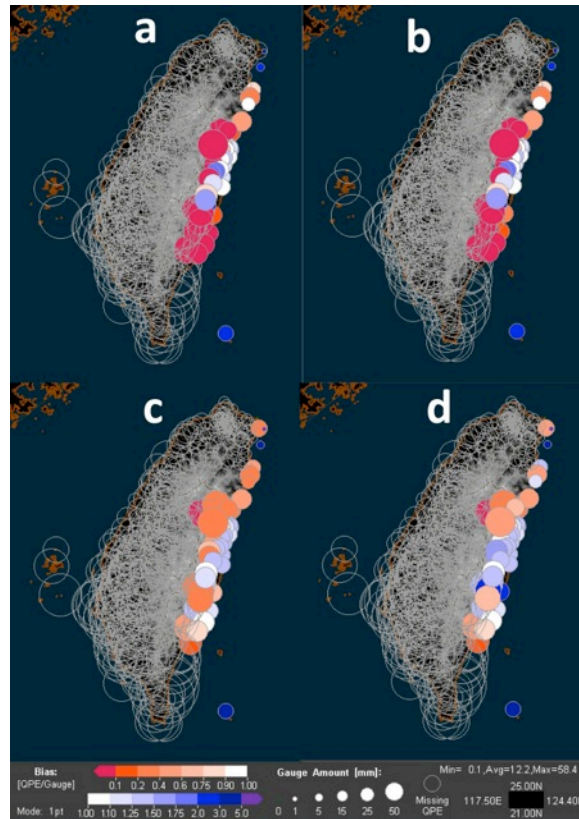 a
b
c
d
Bias:
[QPE/Gauge]
0.1 0.2 0.4 0.6 0.75 0.90 1.00
Mode: 1pt
1.00 1.10 1.25 1.50 1.75 2.0 3.0 5.0
Gauge Amount [mm]:
0 1 5 15 25 50
Missing
QPE
Min= 0.1 ,Avg=12.2,Max=58.4
25.00N
117.50E
124.40
21.00N